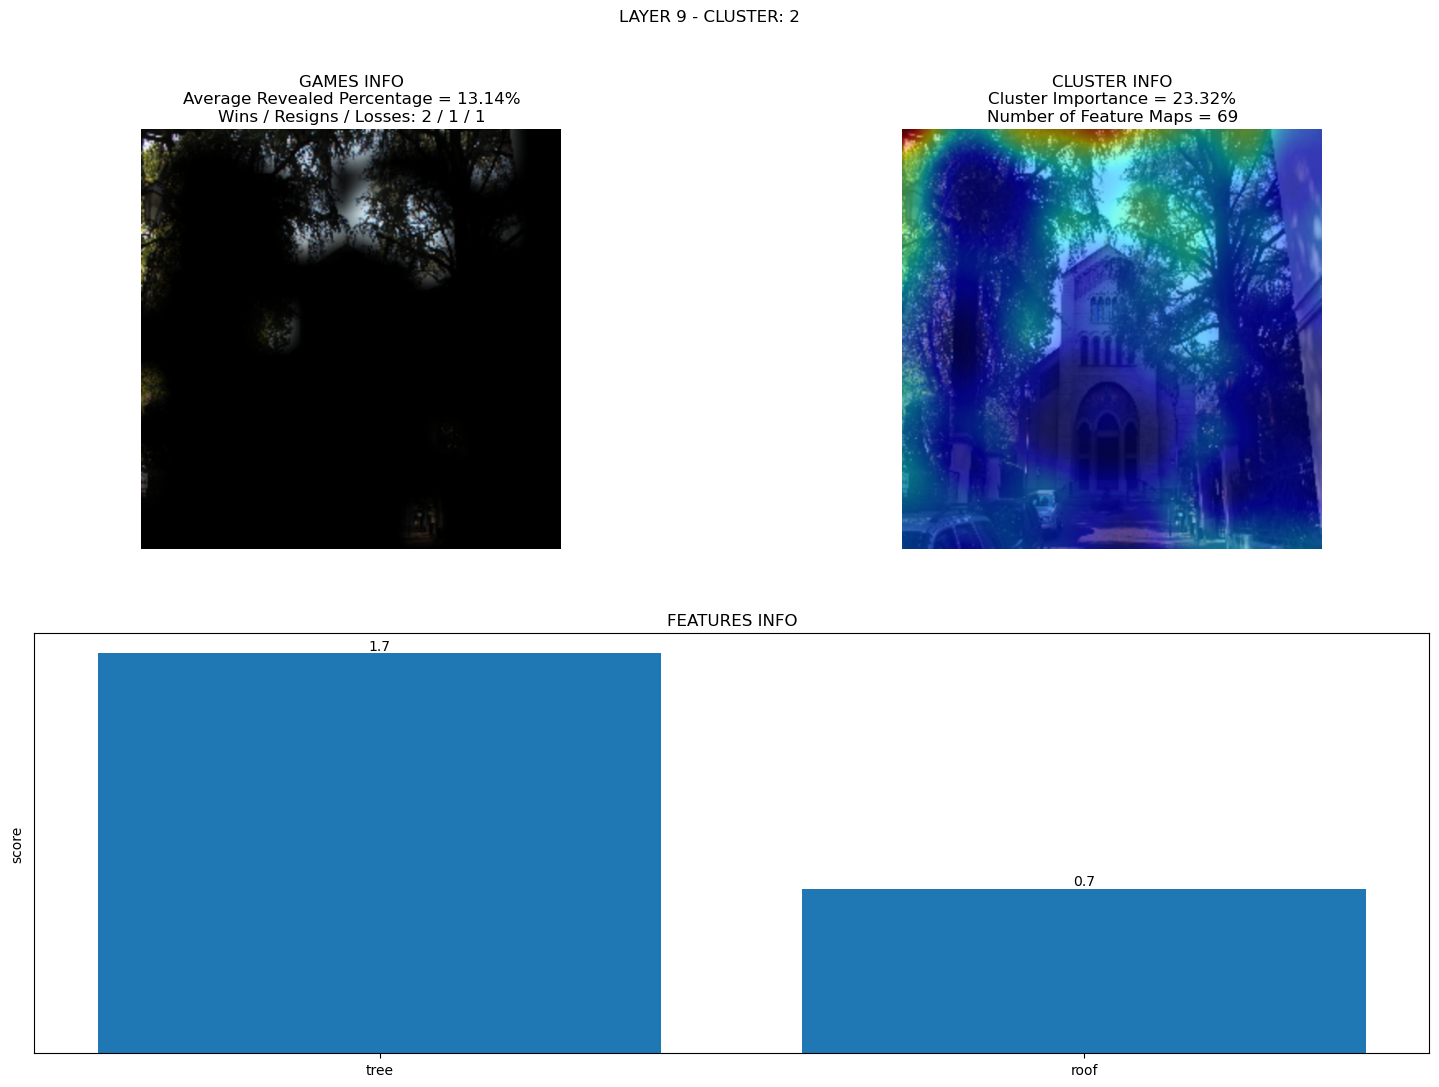 LAYER 9 - CLUSTER: 2
GAMES INFO
Average Revealed Percentage = 13.14%
Wins / Resigns / Losses: 2 / 1 / 1
CLUSTER INFO
Cluster Importance = 23.32%
Number of Feature Maps = 69
FEATURES INFO
score
1.7
0.7
tree
roof